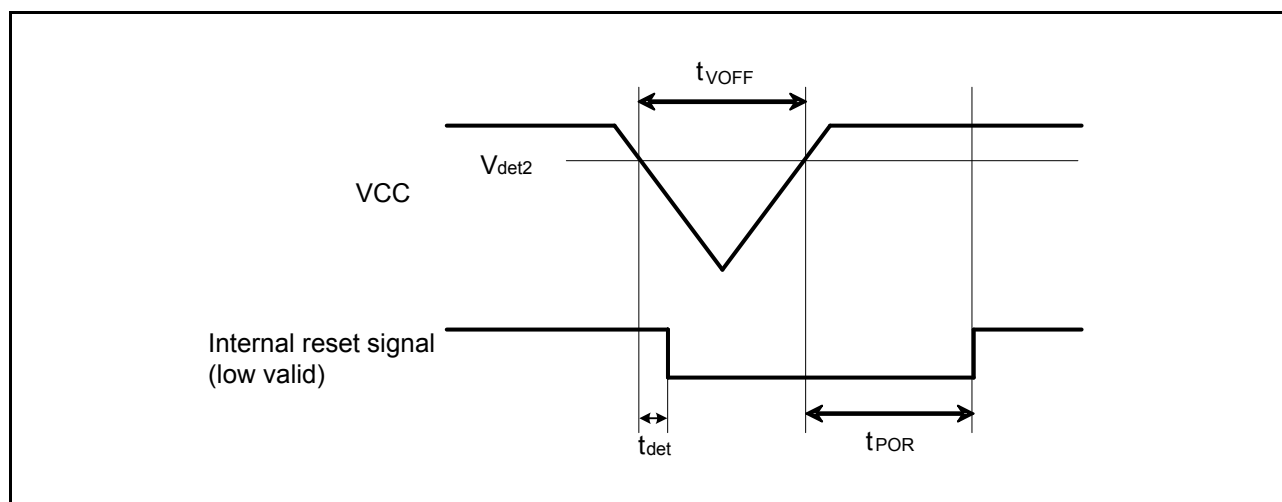 tVOFF
Vdet2
VCC
Internal reset signal
(low valid)
tdet
tPOR